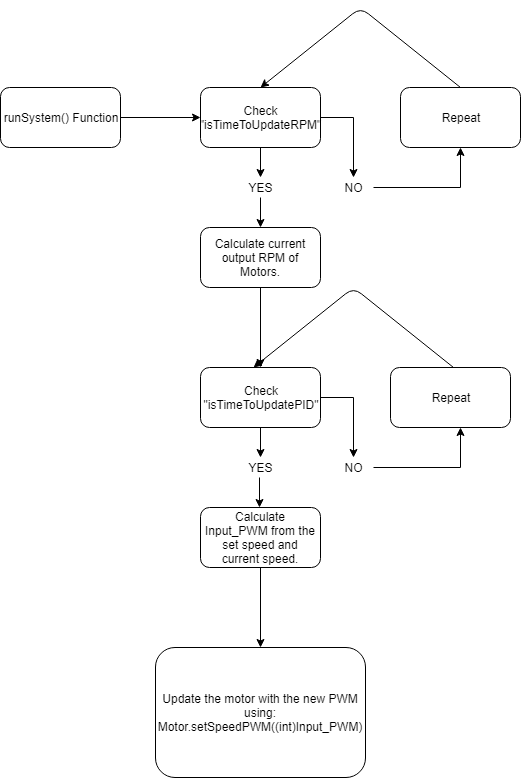 runSystem() Function
Check
"isTimeToUpdateRPM"
Repeat
YES
NO
Calculate current
output RPM of
Motors.
Check
"isTimeToUpdatePID"
Repeat
YES
NO
Calculate
Input_PWM from the
set speed and
current speed.
Update the motor with the new PWM
using:
Motor.setSpeedPWM((int)Input_PWM)